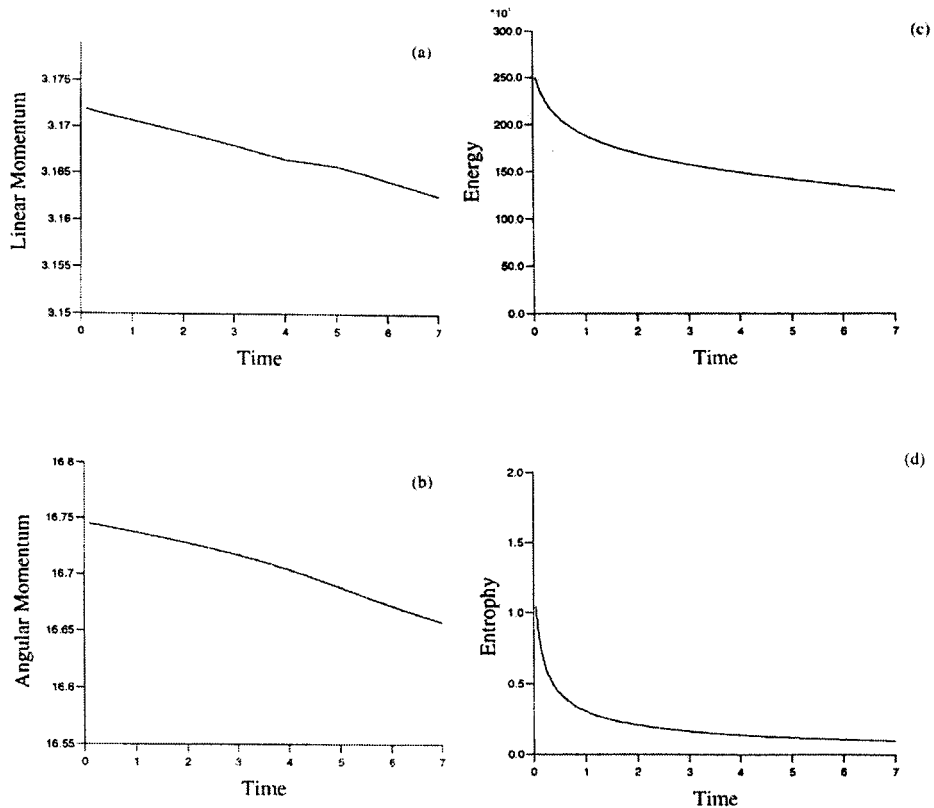 (a)
3.175
3.17
3.165
3.16
3.155
3.15
Linear Momentum
0 1 2 3 4 5 6 7
Time
*10¹
(c)
300.0
250.0
200.0
150.0
100.0
50.0
0.0
Energy
0 1 2 3 4 5 6 7
Time
(b)
16.8
16.75
16.7
16.65
16.6
16.55
Angular Momentum
0 1 2 3 4 5 6 7
Time
(d)
2.0
1.5
1.0
0.5
0.0
Entrophy
0 1 2 3 4 5 6 7
Time